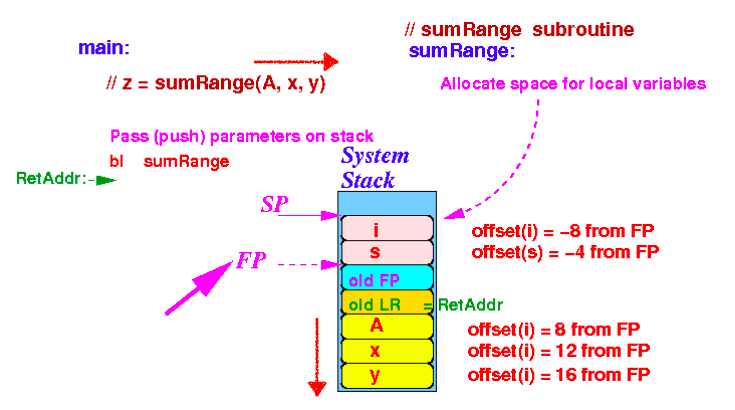 // sumRange subroutine
main:
sumRange:
// z = sumRange(A, x, y)
Allocate space for local variables
Pass (push) parameters on stack
bl sumRange
RetAddr:
System
Stack
SP
i
offset(i) = −8 from FP
s
offset(s) = −4 from FP
FP
old FP
old LR = RetAddr
A
offset(i) = 8 from FP
x
offset(i) = 12 from FP
y
offset(i) = 16 from FP